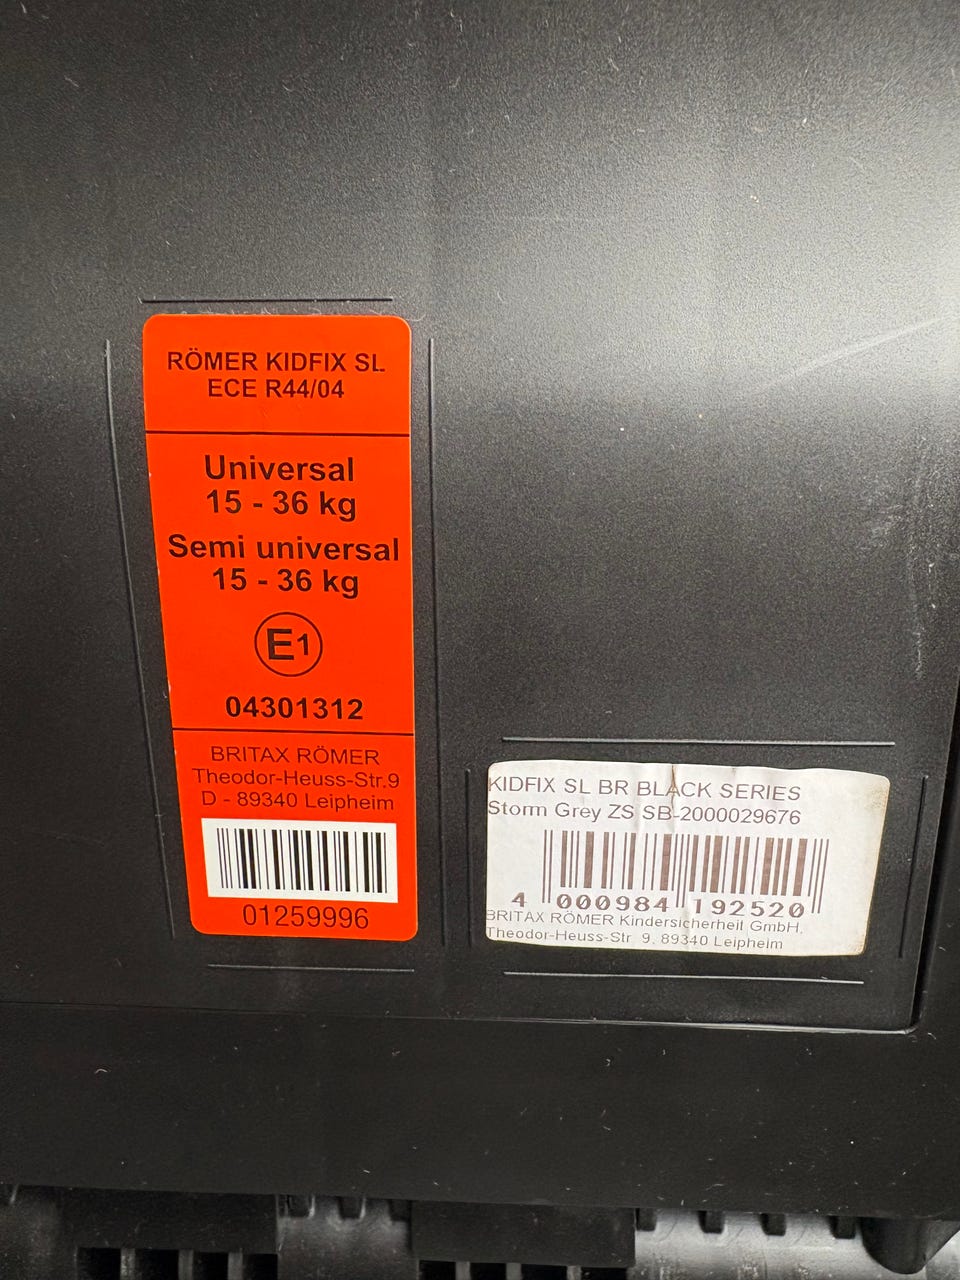 RÖMER KIDFIX SL
ECE R44/04
Universal
15 - 36 kg
Semi universal
15 - 36 kg
E1
04301312
BRITAX RÖMER
Theodor-Heuss-Str.9
D - 89340 Leipheim
01259996
KIDFIX SL BR BLACK SERIES
Storm Grey ZS SB-2000029676
4 000984 192520
BRITAX RÖMER Kindersicherheit GmbH,
Theodor-Heuss-Str. 9, 89340 Leipheim